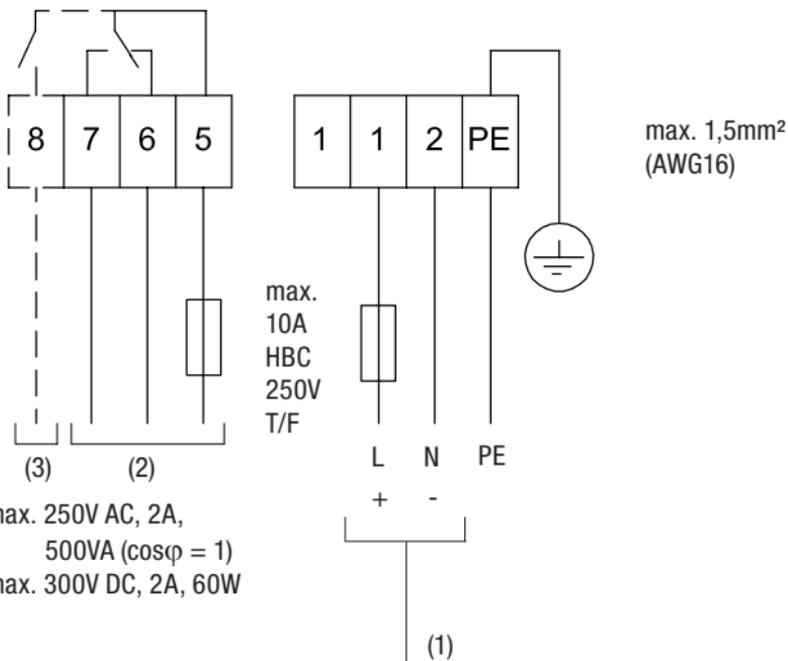 8 7 6 5
1 1 2 PE
max. 1,5mm²
(AWG16)
max.
10A
HBC
250V
T/F
L N PE
+ -
(3) (2)
max. 250V AC, 2A,
500VA (cosφ = 1)
max. 300V DC, 2A, 60W
(1)